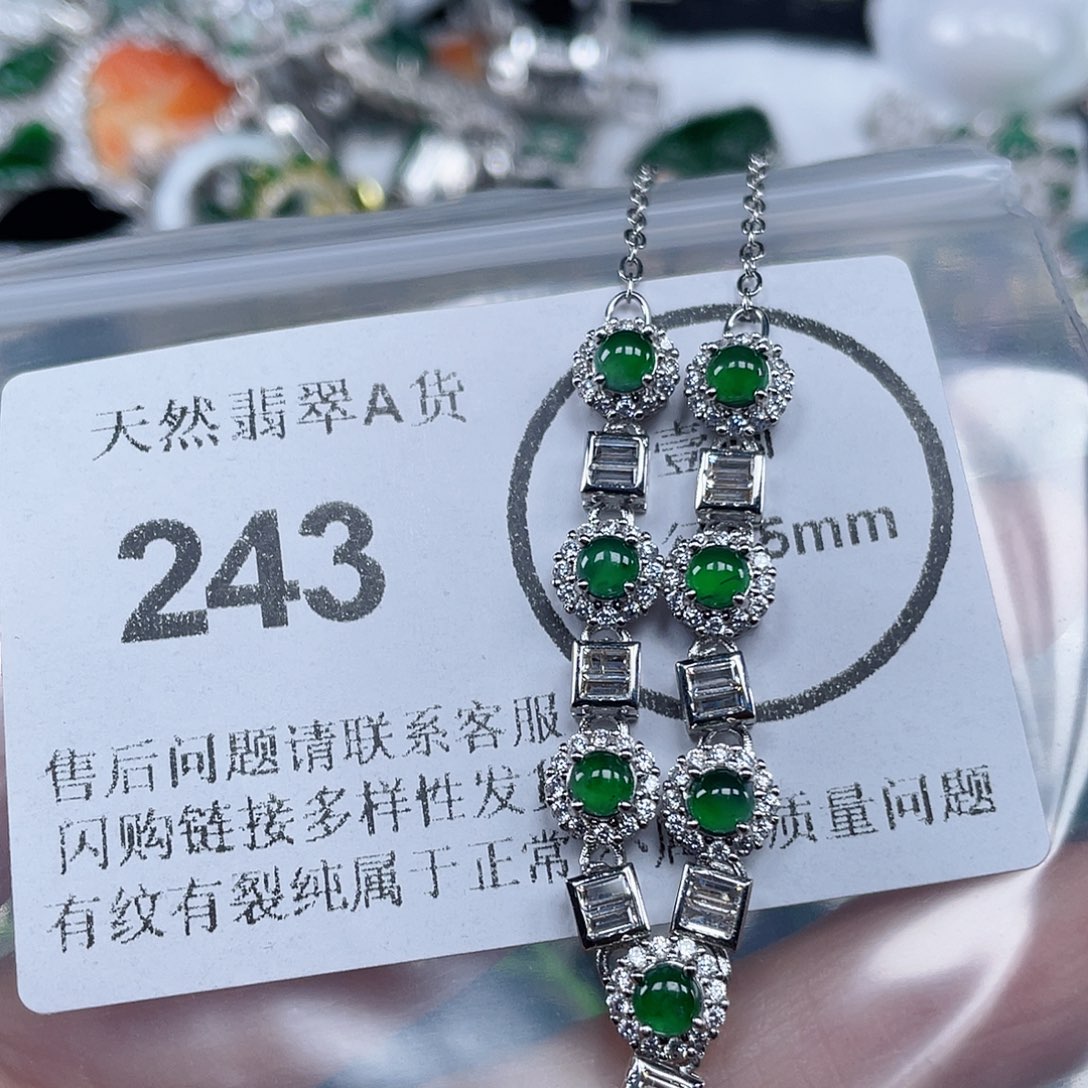 天然翡翠A货
243
5mm
售后问题请联系客服
闪购链接多样性发
有纹有裂纯属于正常 质量问题